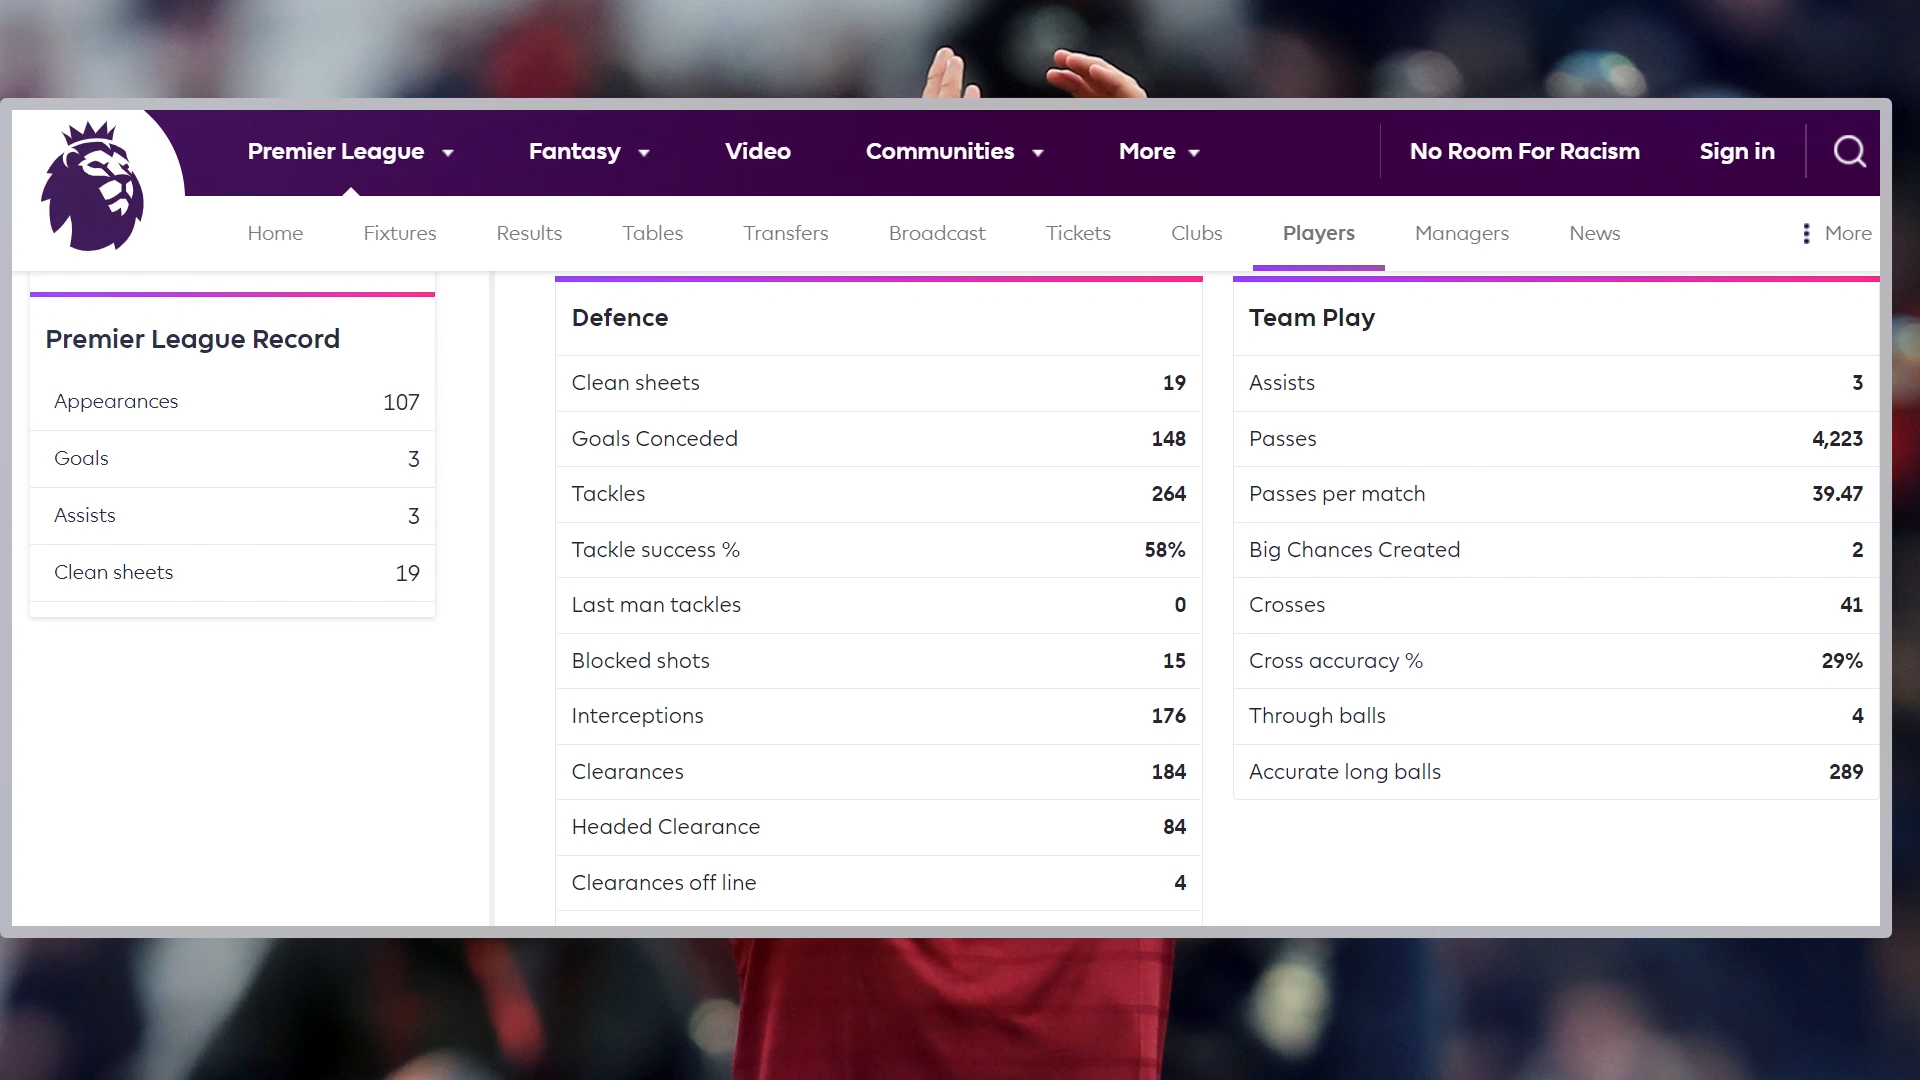 Premier League
Fantasy
Video
Communities
More
No Room For Racism
Sign in
Home
Fixtures
Results
Tables
Transfers
Broadcast
Tickets
Clubs
Players
Managers
News
More
Premier League Record
Appearances 107
Goals 3
Assists 3
Clean sheets 19
Defence
Clean sheets 19
Goals Conceded 148
Tackles 264
Tackle success % 58%
Last man tackles 0
Blocked shots 15
Interceptions 176
Clearances 184
Headed Clearance 84
Clearances off line 4
Team Play
Assists 3
Passes 4,223
Passes per match 39.47
Big Chances Created 2
Crosses 41
Cross accuracy % 29%
Through balls 4
Accurate long balls 289